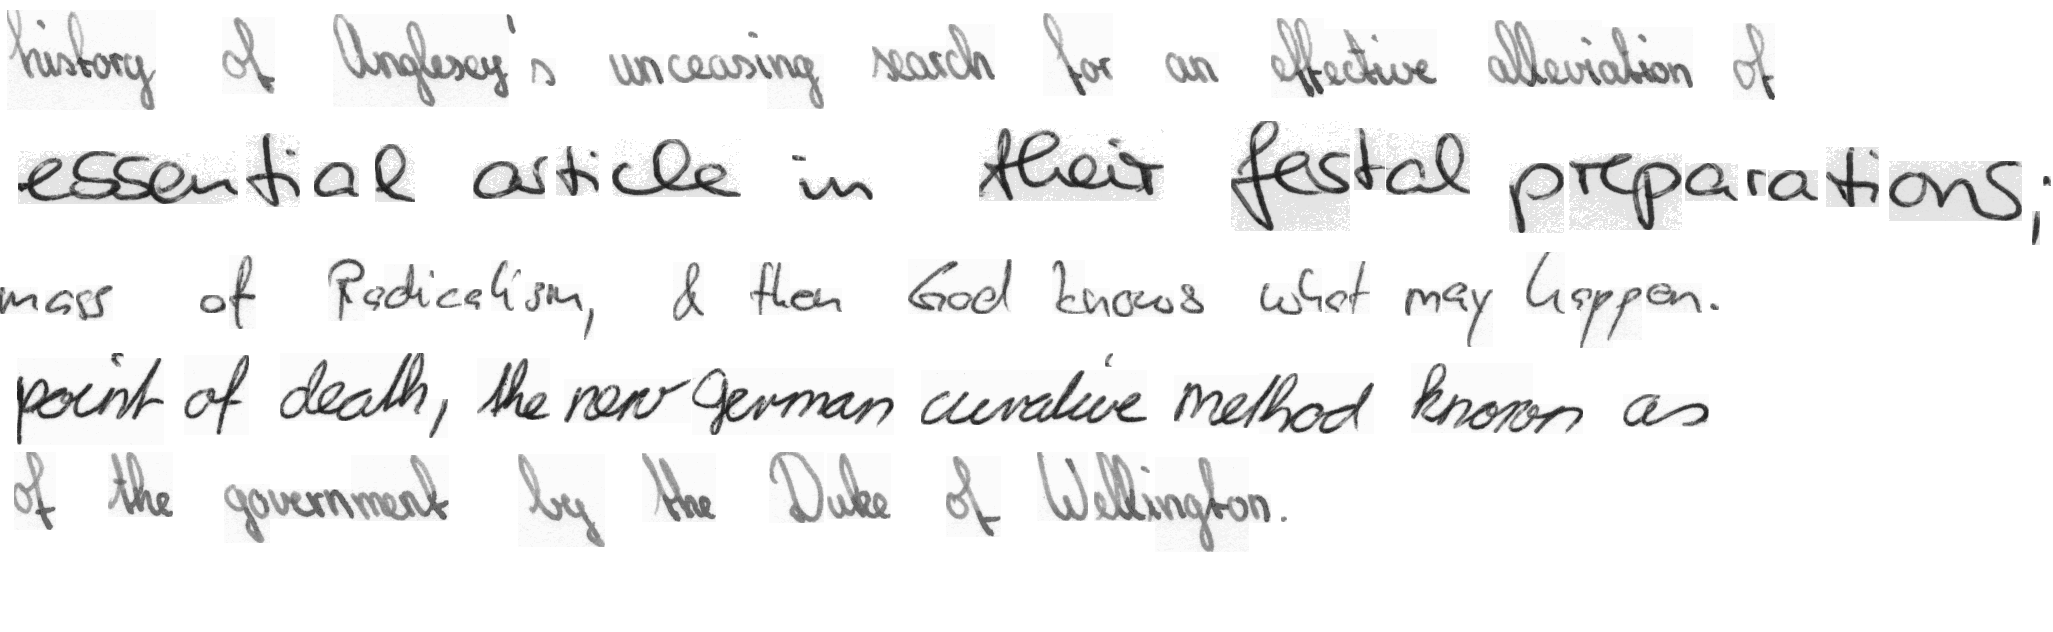 history of Anglesey's unceasing search for an effective alleviation of
essential article in their festal preparations;
mass of Radicalism, & then God knows what may happen.
point of death, the new German curative method known as
of the government by the Duke of Wellington.